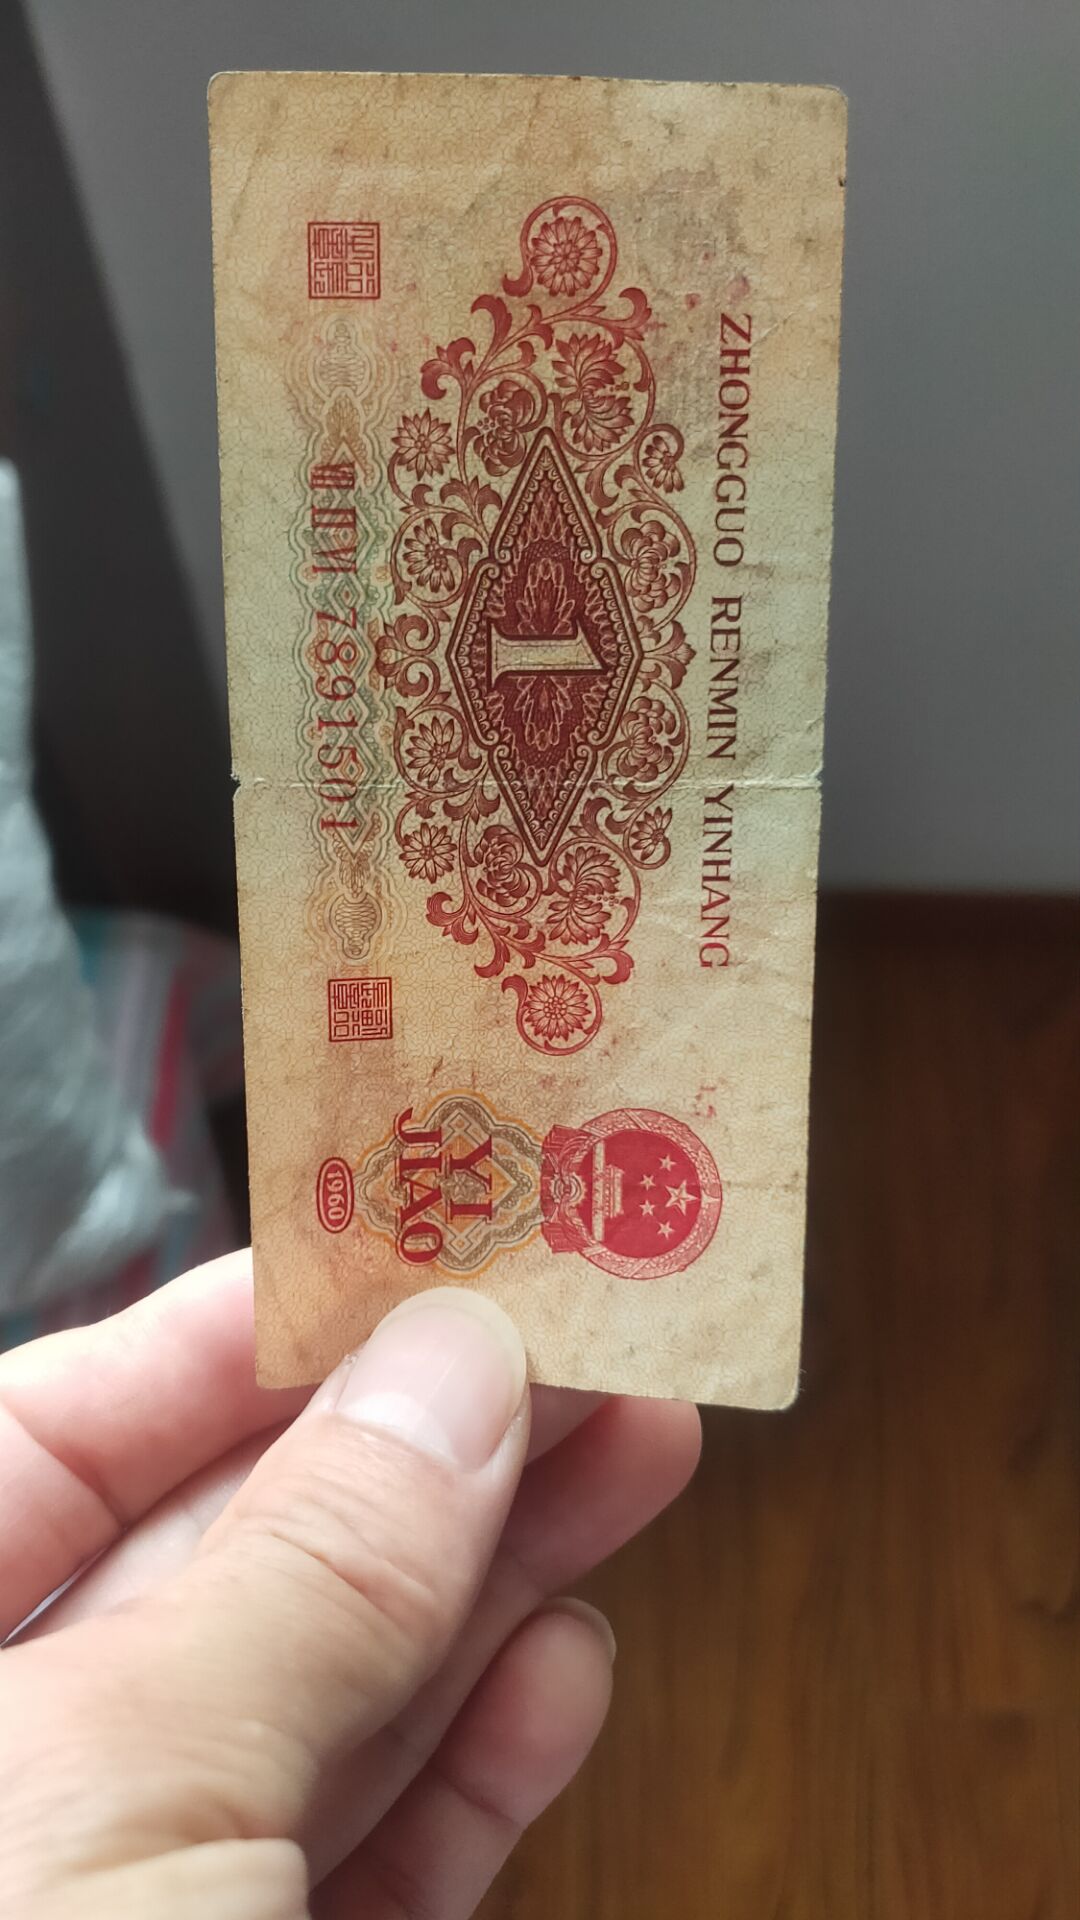 ZHONGGUO RENMIN YINHANG
1
7891501
YI
JIAO
1960